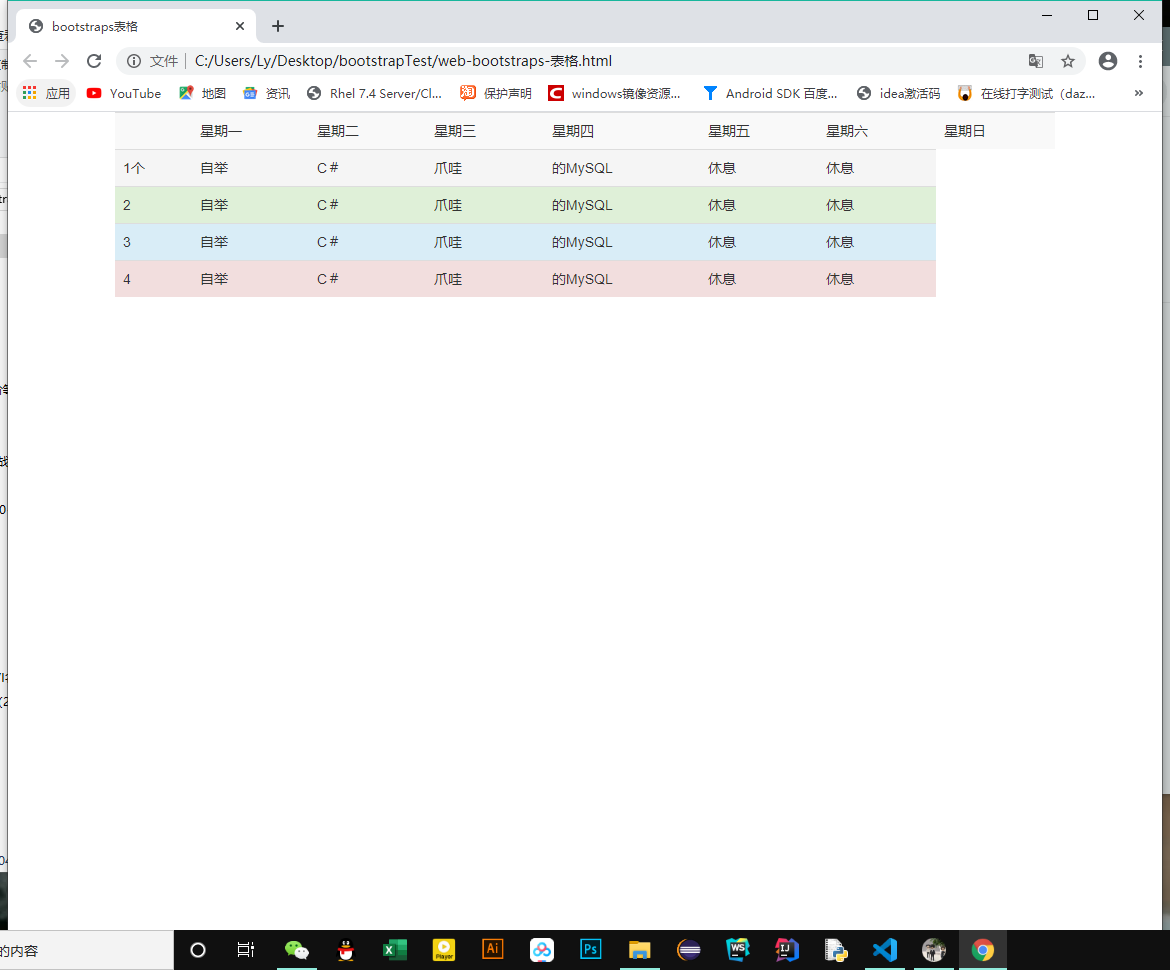 bootstraps表格
文件 C:/Users/Ly/Desktop/bootstrapTest/web-bootstraps-表格.html
应用 YouTube 地图 资讯 Rhel 7.4 Server/Cl... 保护声明 windows镜像资源... Android SDK 百度... idea激活码 在线打字测试（daz... »
星期一 星期二 星期三 星期四 星期五 星期六 星期日
1个 自举 C＃ 爪哇 的MySQL 休息 休息
2 自举 C＃ 爪哇 的MySQL 休息 休息
3 自举 C＃ 爪哇 的MySQL 休息 休息
4 自举 C＃ 爪哇 的MySQL 休息 休息
的内容 Player Ai Ps WS IJ